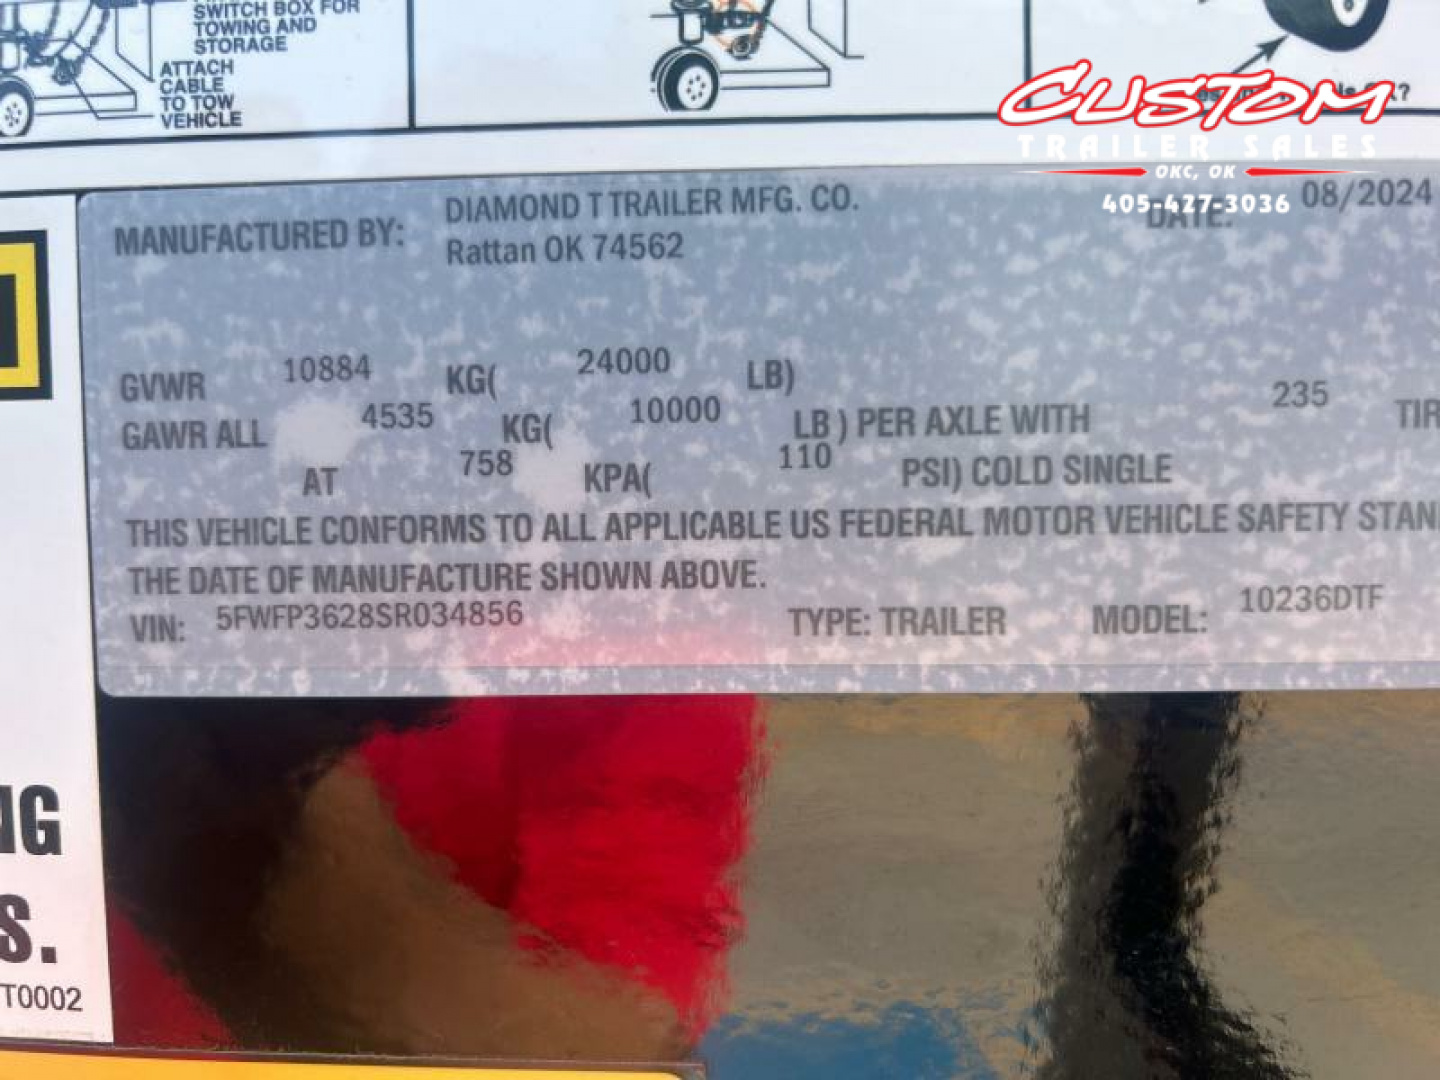 SWITCH BOX FOR
TOWING AND
STORAGE
ATTACH
CABLE
TO TOW
VEHICLE
CUSTOM
TRAILER SALES
OKC, OK
405-427-3036
MANUFACTURED BY: DIAMOND T TRAILER MFG. CO. DATE: 08/2024
Rattan OK 74562
GVWR 10884 KG( 24000 LB)
GAWR ALL 4535 KG( 10000 LB ) PER AXLE WITH 235 TIR
AT 758 KPA( 110 PSI) COLD SINGLE
THIS VEHICLE CONFORMS TO ALL APPLICABLE US FEDERAL MOTOR VEHICLE SAFETY STAN
THE DATE OF MANUFACTURE SHOWN ABOVE.
VIN: 5FWFP3628SR034856 TYPE: TRAILER MODEL: 10236DTF
NG
S.
T0002